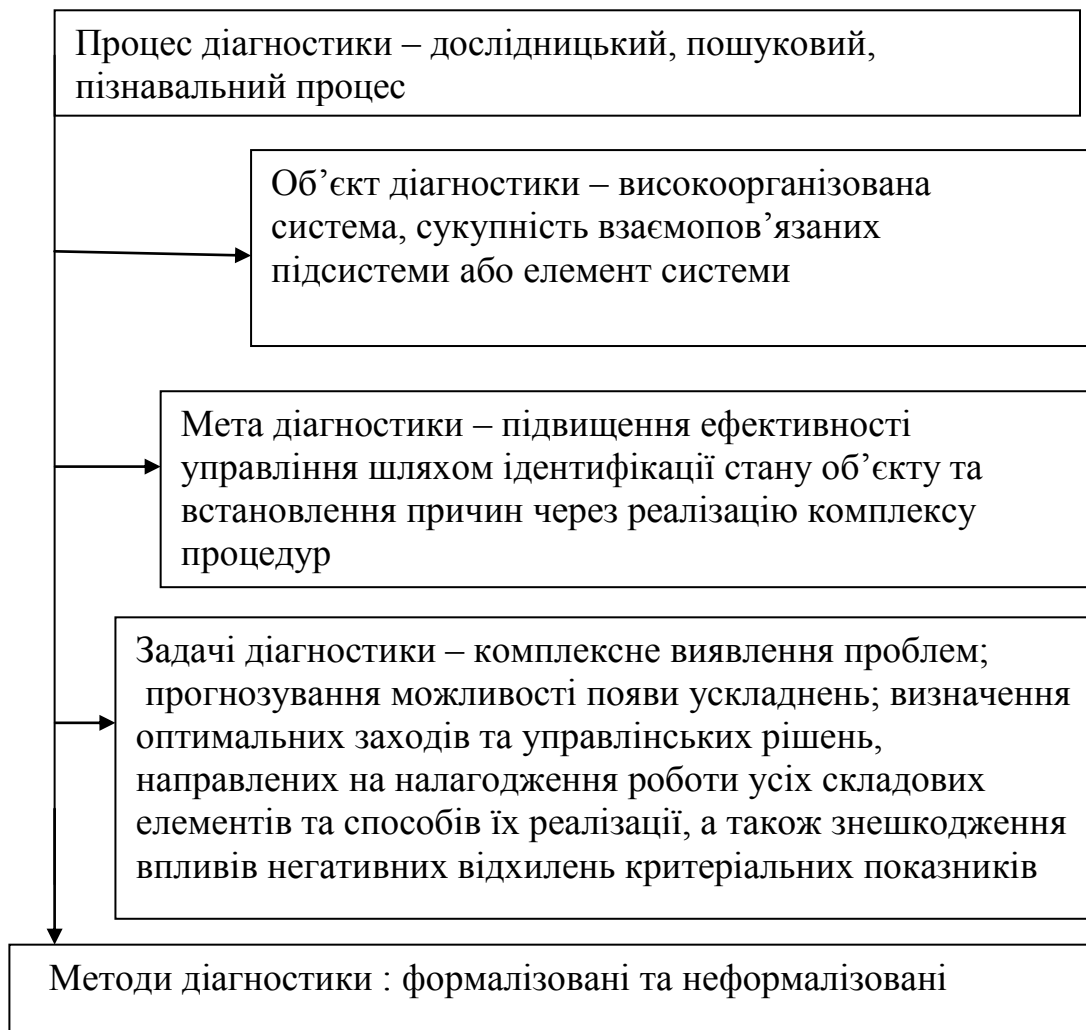 Процес діагностики – дослідницький, пошуковий,
пізнавальний процес
Об’єкт діагностики – високоорганізована
система, сукупність взаємопов’язаних
підсистеми або елемент системи
Мета діагностики – підвищення ефективності
управління шляхом ідентифікації стану об’єкту та
встановлення причин через реалізацію комплексу
процедур
Задачі діагностики – комплексне виявлення проблем;
прогнозування можливості появи ускладнень; визначення
оптимальних заходів та управлінських рішень,
направлених на налагодження роботи усіх складових
елементів та способів їх реалізації, а також знешкодження
впливів негативних відхилень критеріальних показників
Методи діагностики : формалізовані та неформалізовані